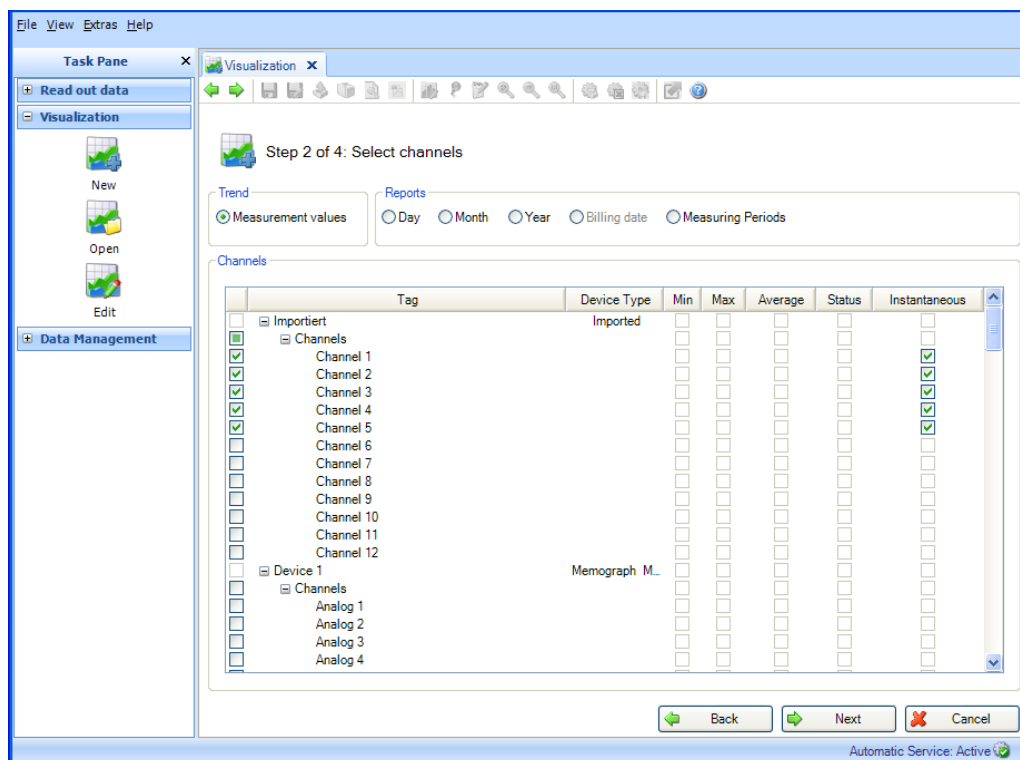 File View Extras Help
Task Pane
Read out data
Visualization
New
Open
Edit
Data Management
Visualization
Step 2 of 4: Select channels
Trend
Measurement values
Reports
Day Month Year Billing date Measuring Periods
Channels
Tag Device Type Min Max Average Status Instantaneous
Importiert Imported
Channels
Channel 1
Channel 2
Channel 3
Channel 4
Channel 5
Channel 6
Channel 7
Channel 8
Channel 9
Channel 10
Channel 11
Channel 12
Device 1 Memograph M...
Channels
Analog 1
Analog 2
Analog 3
Analog 4
Back Next Cancel
Automatic Service: Active